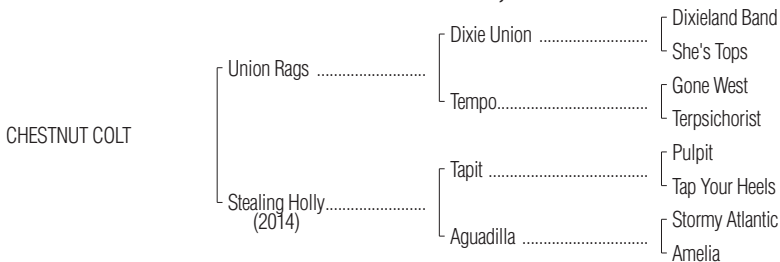 Dixieland Band
Dixie Union ..........................
She's Tops
Union Rags ..........................
Gone West
Tempo....................................
Terpsichorist
CHESTNUT COLT
Pulpit
Tapit ......................................
Tap Your Heels
Stealing Holly........................
(2014)
Stormy Atlantic
Aguadilla ..............................
Amelia